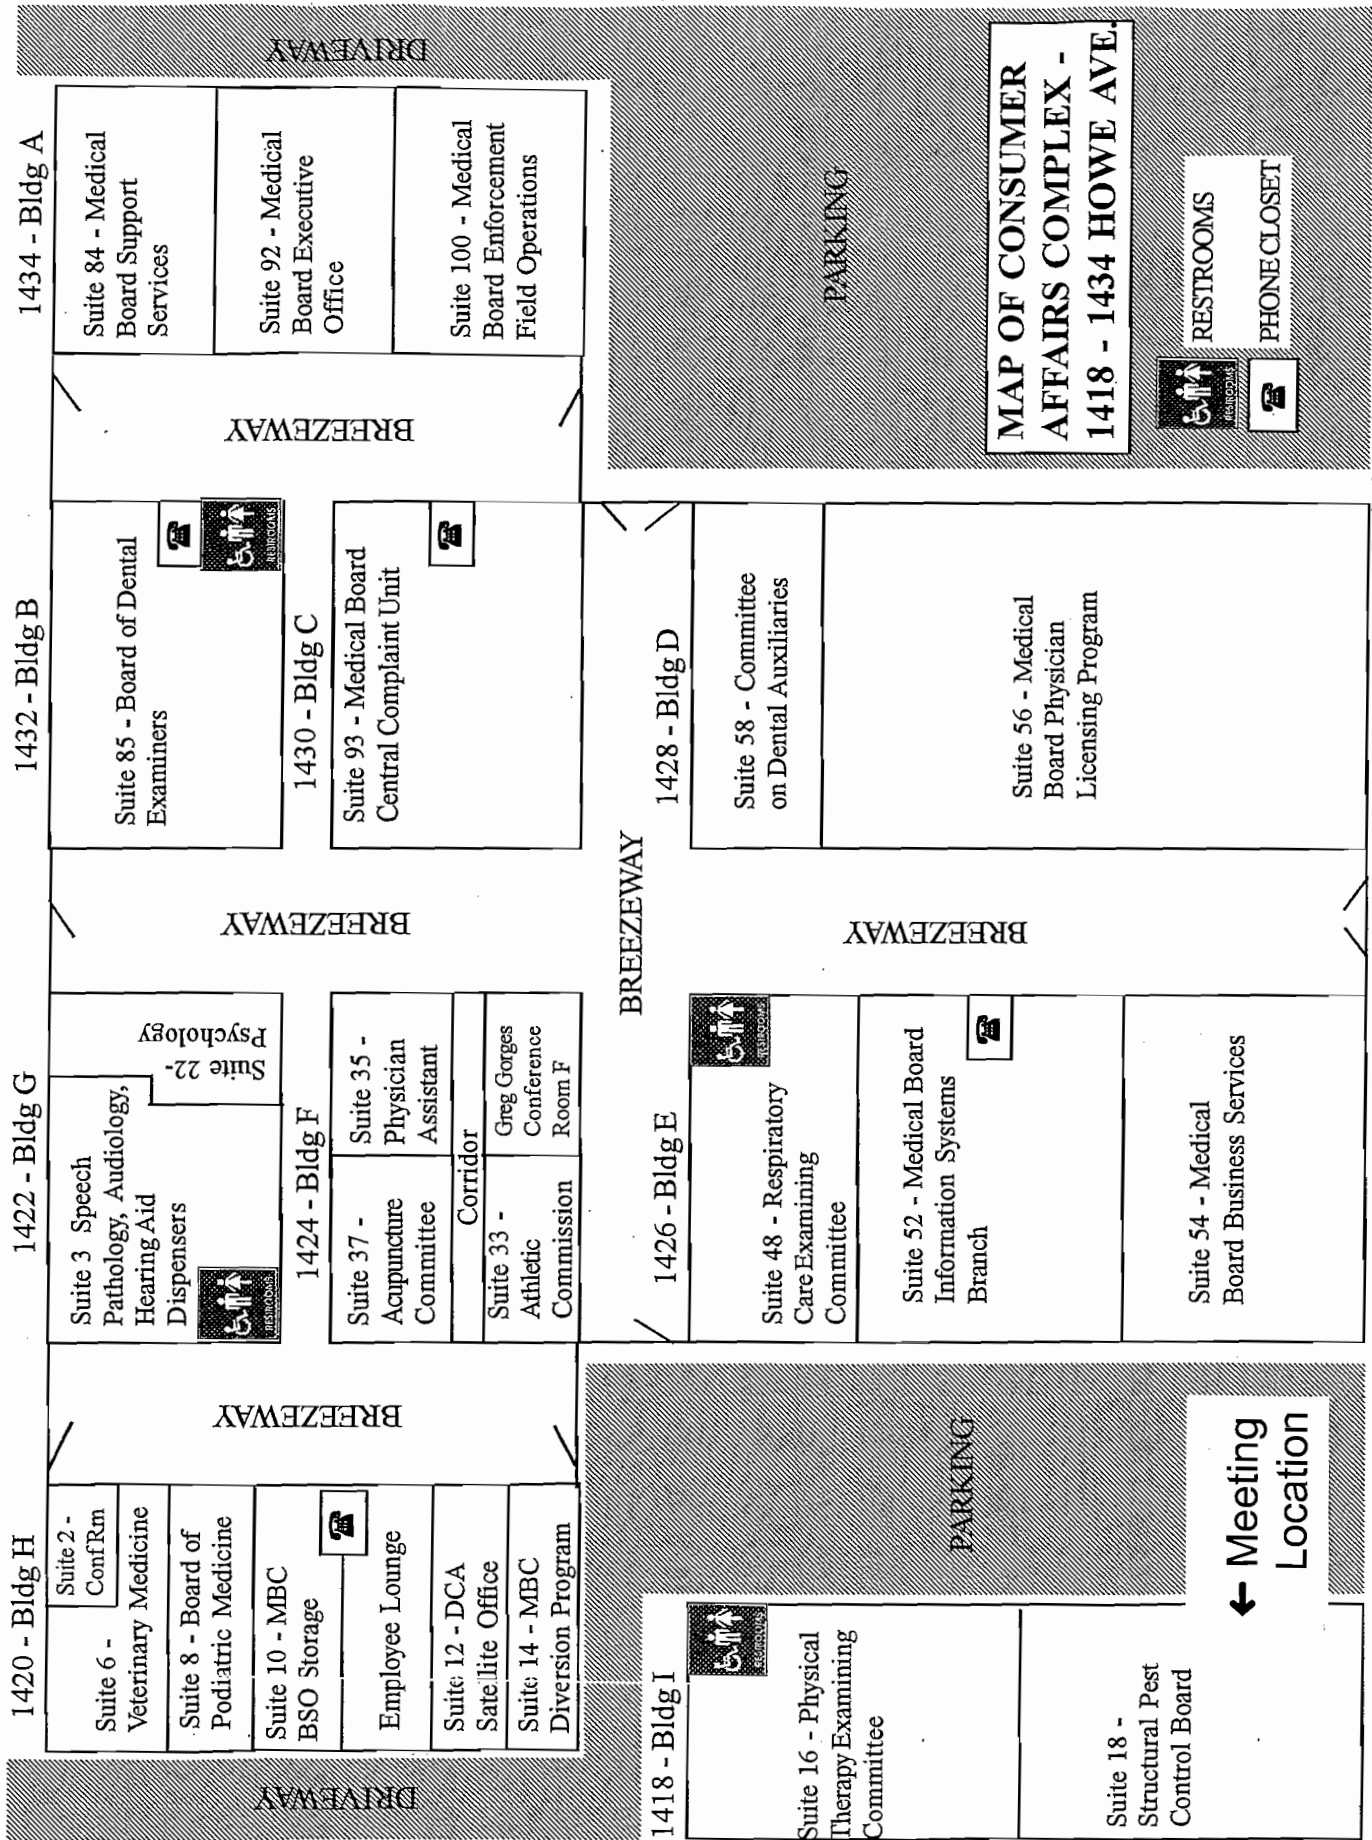 1420 - Bldg H
Suite 2 -
Conf Rm
Suite 6 -
Veterinary Medicine
Suite 8 - Board of
Podiatric Medicine
Suite 10 - MBC
BSO Storage
Employee Lounge
Suite 12 - DCA
Satellite Office
Suite 14 - MBC
Diversion Program
DRIVEWAY
BREEZEWAY
1422 - Bldg G
Suite 3 Speech
Pathology, Audiology,
Hearing Aid
Dispensers
RESTROOMS
Suite 22-
Psychology
1424 - Bldg F
Suite 37 -
Acupuncture
Committee
Suite 35 -
Physician
Assistant
Corridor
Suite 33 -
Athletic
Commission
Greg Gorges
Conference
Room F
BREEZEWAY
1432 - Bldg B
Suite 85 - Board of Dental
Examiners
RESTROOMS
1430 - Bldg C
Suite 93 - Medical Board
Central Complaint Unit
BREEZEWAY
1434 - Bldg A
Suite 84 - Medical
Board Support
Services
Suite 92 - Medical
Board Executive
Office
Suite 100 - Medical
Board Enforcement
Field Operations
DRIVEWAY
BREEZEWAY
1418 - Bldg I
RESTROOMS
Suite 16 - Physical
Therapy Examining
Committee
Suite 18 -
Structural Pest
Control Board
PARKING
← Meeting
Location
1426 - Bldg E
RESTROOMS
Suite 48 - Respiratory
Care Examining
Committee
Suite 52 - Medical Board
Information Systems
Branch
Suite 54 - Medical
Board Business Services
BREEZEWAY
1428 - Bldg D
Suite 58 - Committee
on Dental Auxiliaries
Suite 56 - Medical
Board Physician
Licensing Program
PARKING
MAP OF CONSUMER
AFFAIRS COMPLEX -
1418 - 1434 HOWE AVE.
RESTROOMS
RESTROOMS
PHONE CLOSET